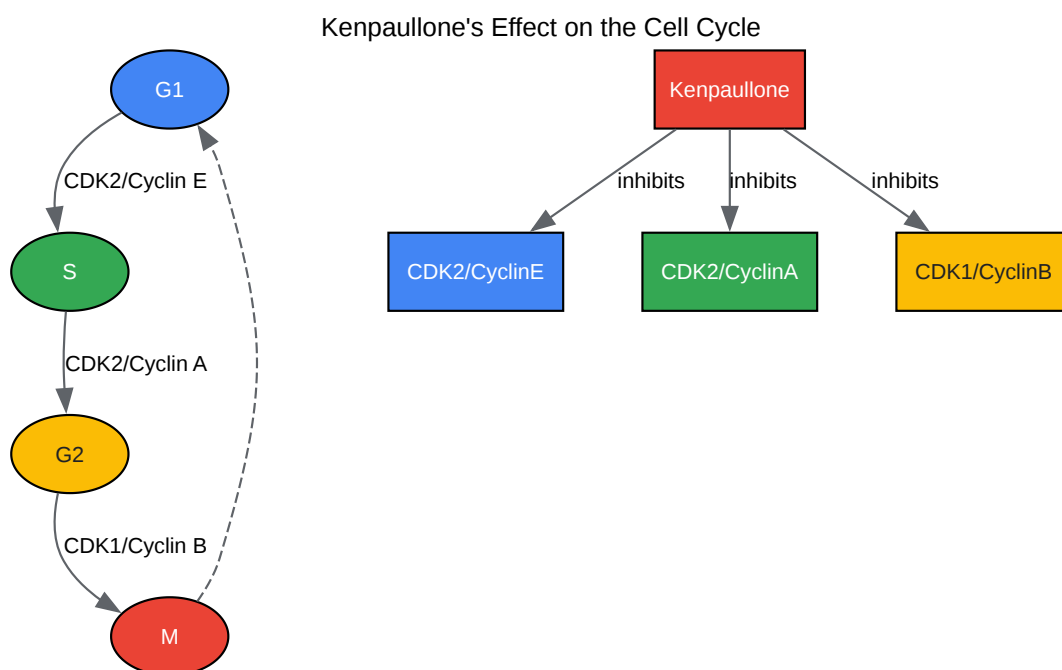 Kenpaullone's Effect on the Cell Cycle
G1
Kenpaullone
CDK2/Cyclin E
inhibits
inhibits
inhibits
S
CDK2/CyclinE
CDK2/CyclinA
CDK1/CyclinB
CDK2/Cyclin A
G2
CDK1/Cyclin B
M